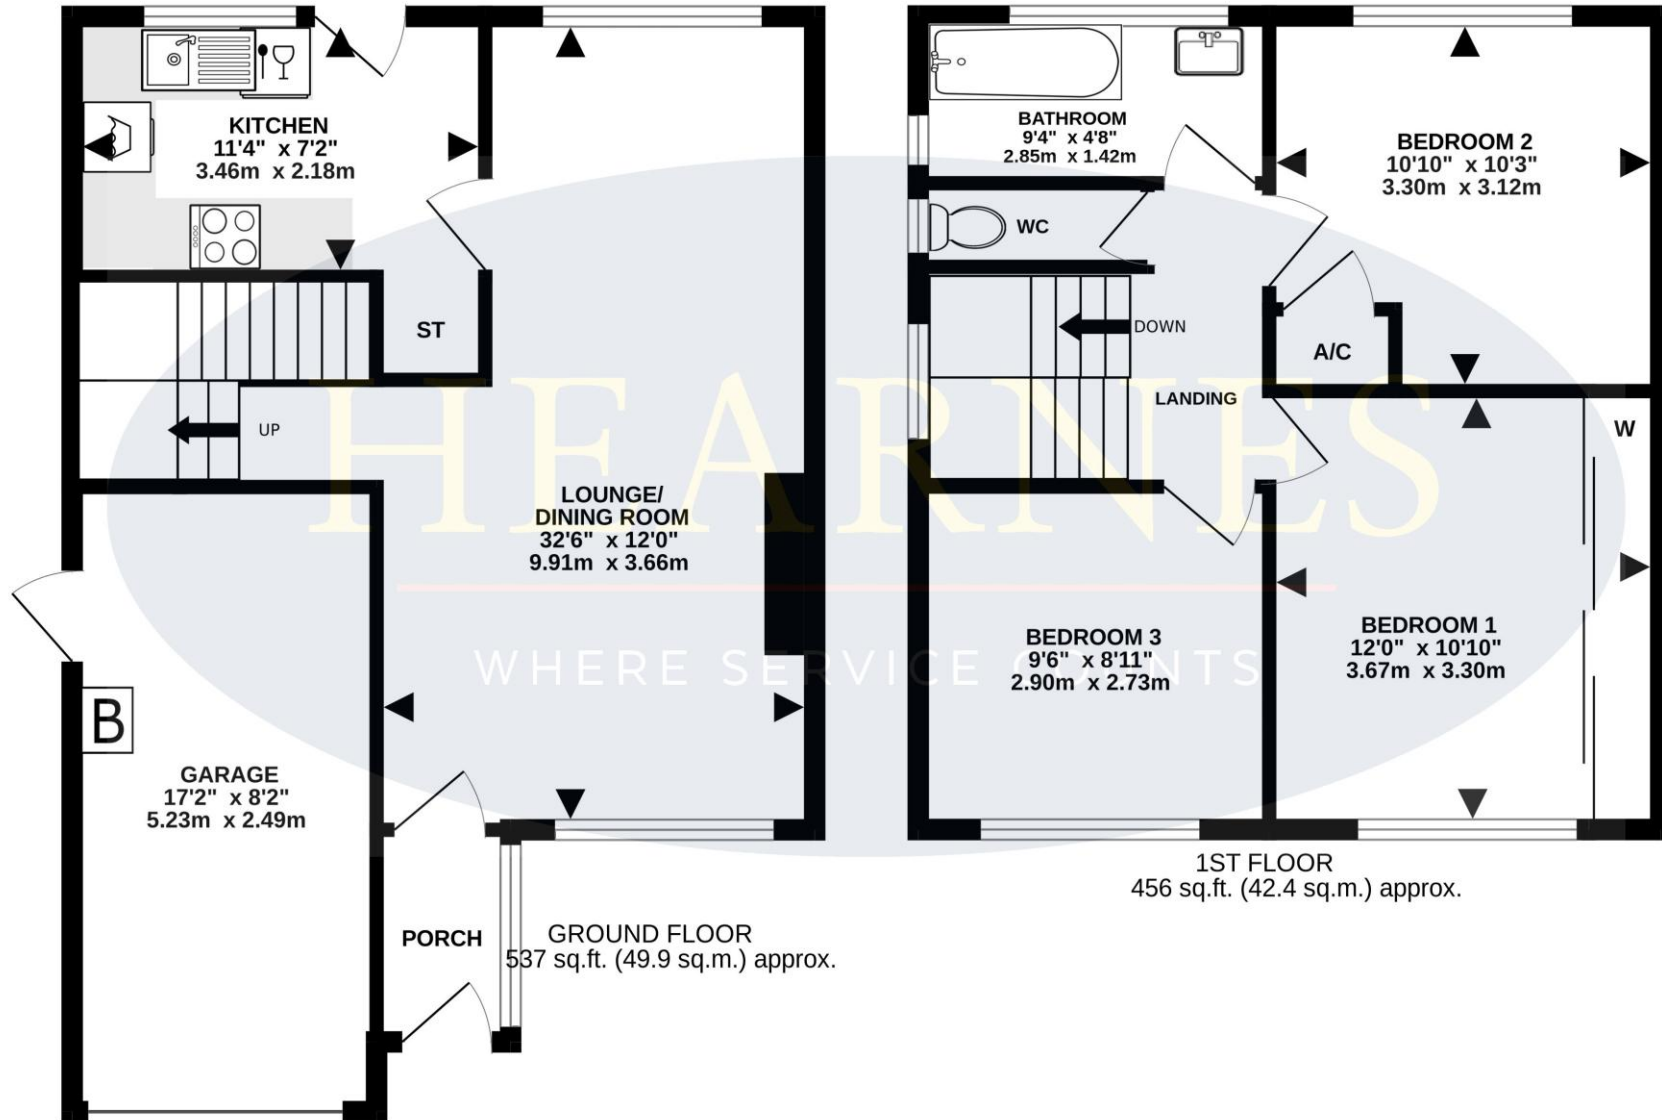 KITCHEN
11'4" x 7'2"
3.46m x 2.18m
ST
UP
LOUNGE/
DINING ROOM
32'6" x 12'0"
9.91m x 3.66m
B
GARAGE
17'2" x 8'2"
5.23m x 2.49m
PORCH
GROUND FLOOR
537 sq.ft. (49.9 sq.m.) approx.
BATHROOM
9'4" x 4'8"
2.85m x 1.42m
WC
BEDROOM 2
10'10" x 10'3"
3.30m x 3.12m
DOWN
A/C
LANDING
W
BEDROOM 3
9'6" x 8'11"
2.90m x 2.73m
BEDROOM 1
12'0" x 10'10"
3.67m x 3.30m
1ST FLOOR
456 sq.ft. (42.4 sq.m.) approx.
HEARNES
WHERE SERVICE COUNTS